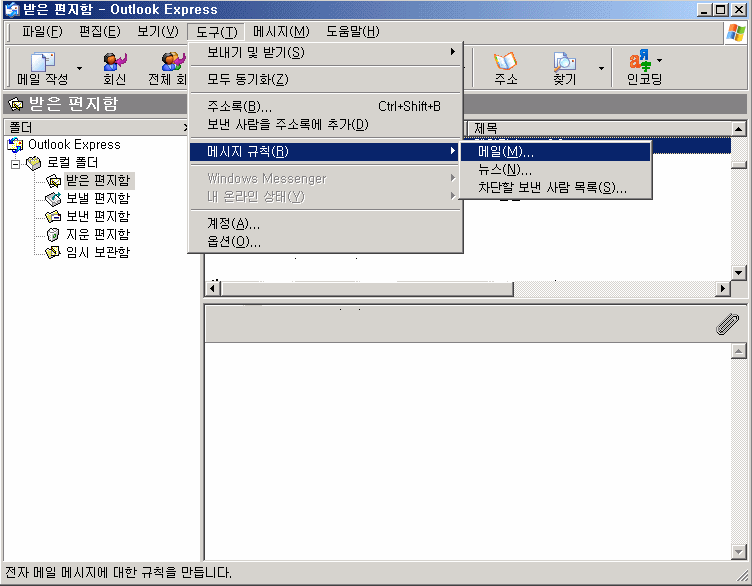 받은 편지함 - Outlook Express
파일(F) 편집(E) 보기(V) 도구(T) 메시지(M) 도움말(H)
메일 작성 회신 전체 회 주소 찾기 인코딩
받은 편지함
폴더
Outlook Express
로컬 폴더
받은 편지함
보낼 편지함
보낸 편지함
지운 편지함
임시 보관함
보내기 및 받기(S)
모두 동기화(Z)
주소록(B)... Ctrl+Shift+B
보낸 사람을 주소록에 추가(D)
메시지 규칙(R)
Windows Messenger
내 온라인 상태(Y)
계정(A)...
옵션(O)...
제목
메일(M)...
뉴스(N)...
차단할 보낸 사람 목록(S)...
전자 메일 메시지에 대한 규칙을 만듭니다.